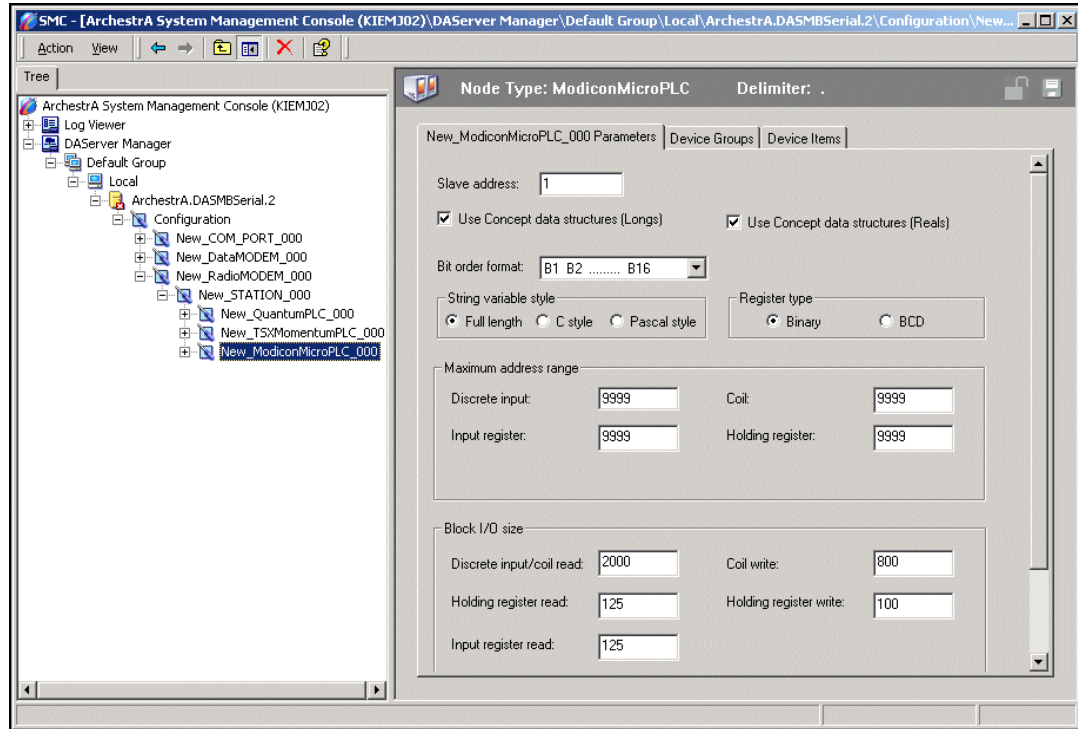 SMC - [ArchestrA System Management Console (KIEMJ02)\DAServer Manager\Default Group\Local\ArchestrA.DASMBSerial.2\Configuration\New...
Action View
Tree
ArchestrA System Management Console (KIEMJ02)
Log Viewer
DAServer Manager
Default Group
Local
ArchestrA.DASMBSerial.2
Configuration
New_COM_PORT_000
New_DataMODEM_000
New_RadioMODEM_000
New_STATION_000
New_QuantumPLC_000
New_TSXMomentumPLC_000
New_ModiconMicroPLC_000
Node Type: ModiconMicroPLC Delimiter: .
New_ModiconMicroPLC_000 Parameters Device Groups Device Items
Slave address: 1
Use Concept data structures (Longs) Use Concept data structures (Reals)
Bit order format: B1 B2 ......... B16
String variable style Register type
Full length C style Pascal style Binary BCD
Maximum address range
Discrete input: 9999 Coil: 9999
Input register: 9999 Holding register: 9999
Block I/O size
Discrete input/coil read: 2000 Coil write: 800
Holding register read: 125 Holding register write: 100
Input register read: 125